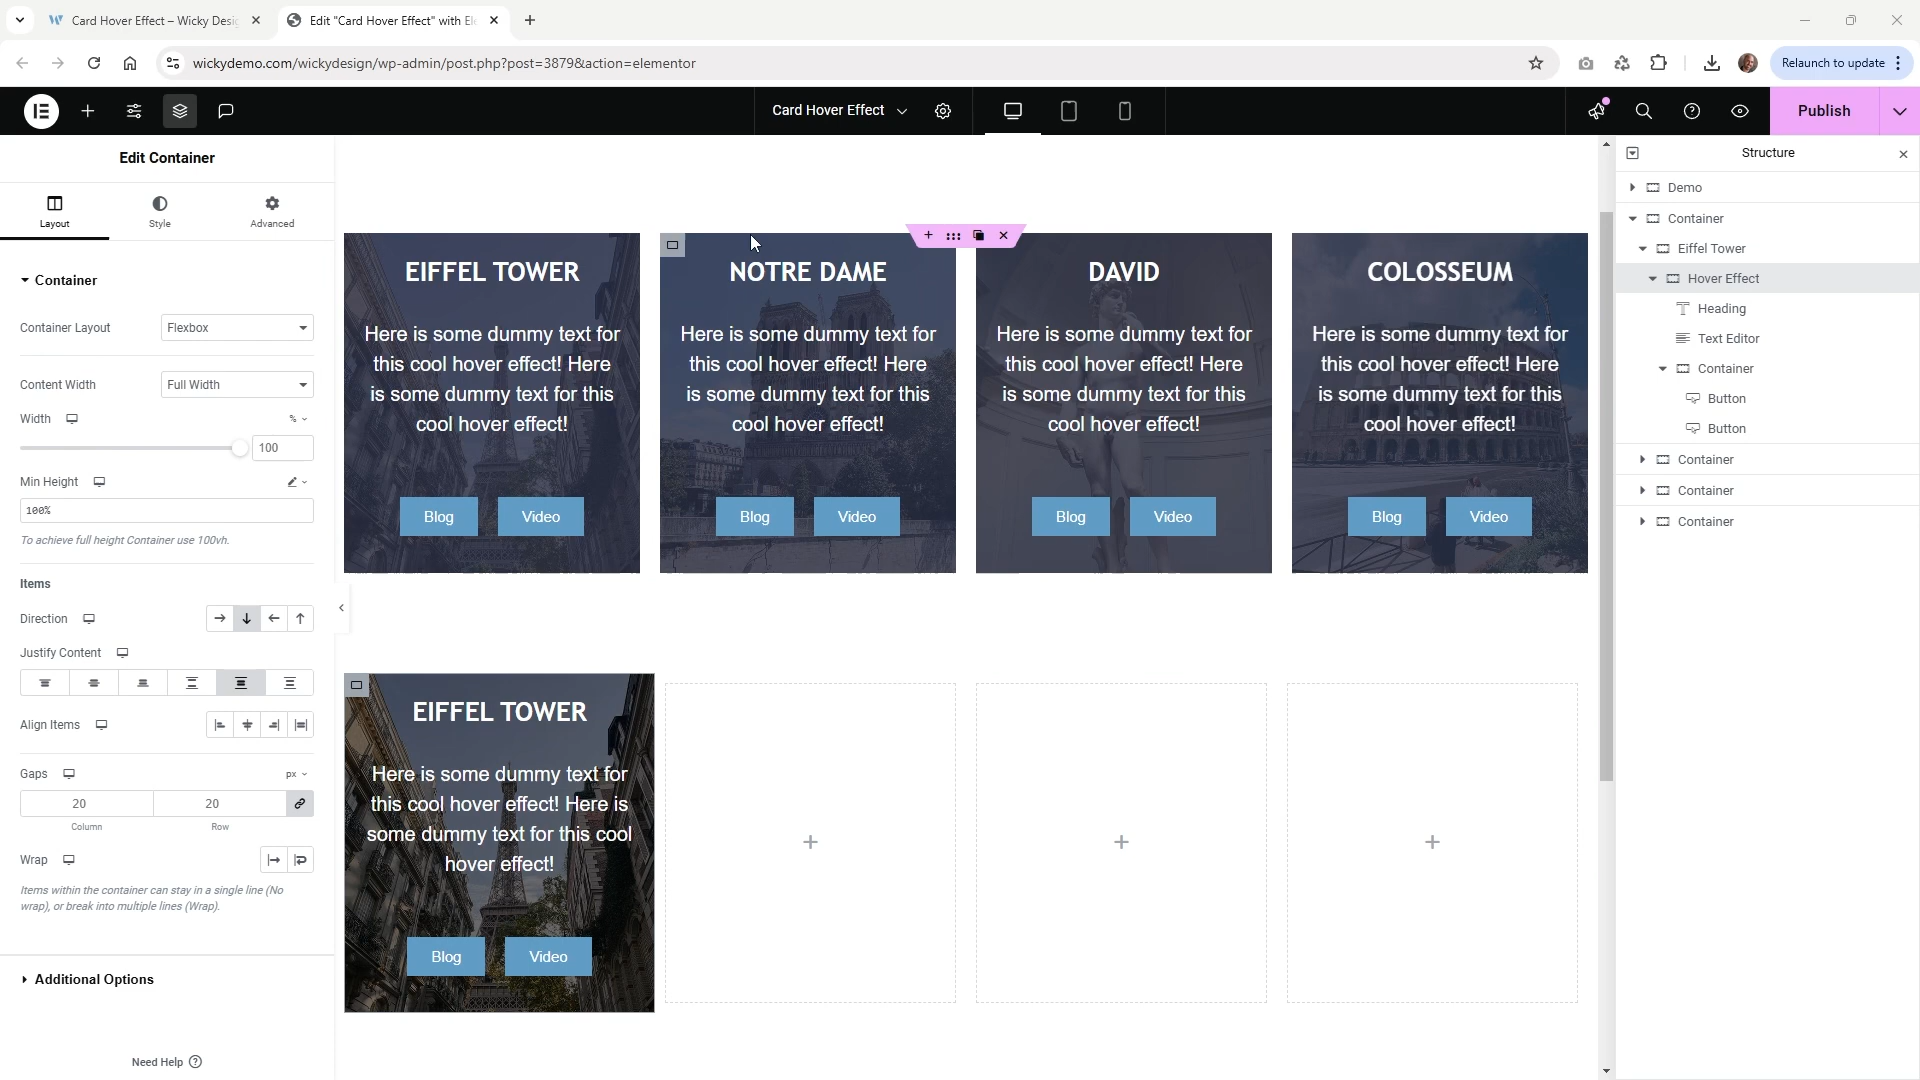 Card Hover Effect – Wicky Desig
Edit "Card Hover Effect" with Ele
wickydemo.com/wickydesign/wp-admin/post.php?post=3879&action=elementor
Relaunch to update
Card Hover Effect
Publish
Edit Container
Layout
Style
Advanced
Container
Container Layout
Flexbox
Content Width
Full Width
Width
%
100
Min Height
100%
To achieve full height Container use 100vh.
Items
Direction
Justify Content
Align Items
Gaps
px
20
20
Column
Row
Wrap
Items within the container can stay in a single line (No
wrap), or break into multiple lines (Wrap).
Additional Options
Need Help
EIFFEL TOWER
Here is some dummy text for
this cool hover effect! Here
is some dummy text for this
cool hover effect!
Blog
Video
NOTRE DAME
Here is some dummy text for
this cool hover effect! Here
is some dummy text for this
cool hover effect!
Blog
Video
DAVID
Here is some dummy text for
this cool hover effect! Here
is some dummy text for this
cool hover effect!
Blog
Video
COLOSSEUM
Here is some dummy text for
this cool hover effect! Here
is some dummy text for this
cool hover effect!
Blog
Video
EIFFEL TOWER
Here is some dummy text for
this cool hover effect! Here is
some dummy text for this cool
hover effect!
Blog
Video
Structure
Demo
Container
Eiffel Tower
Hover Effect
Heading
Text Editor
Container
Button
Button
Container
Container
Container